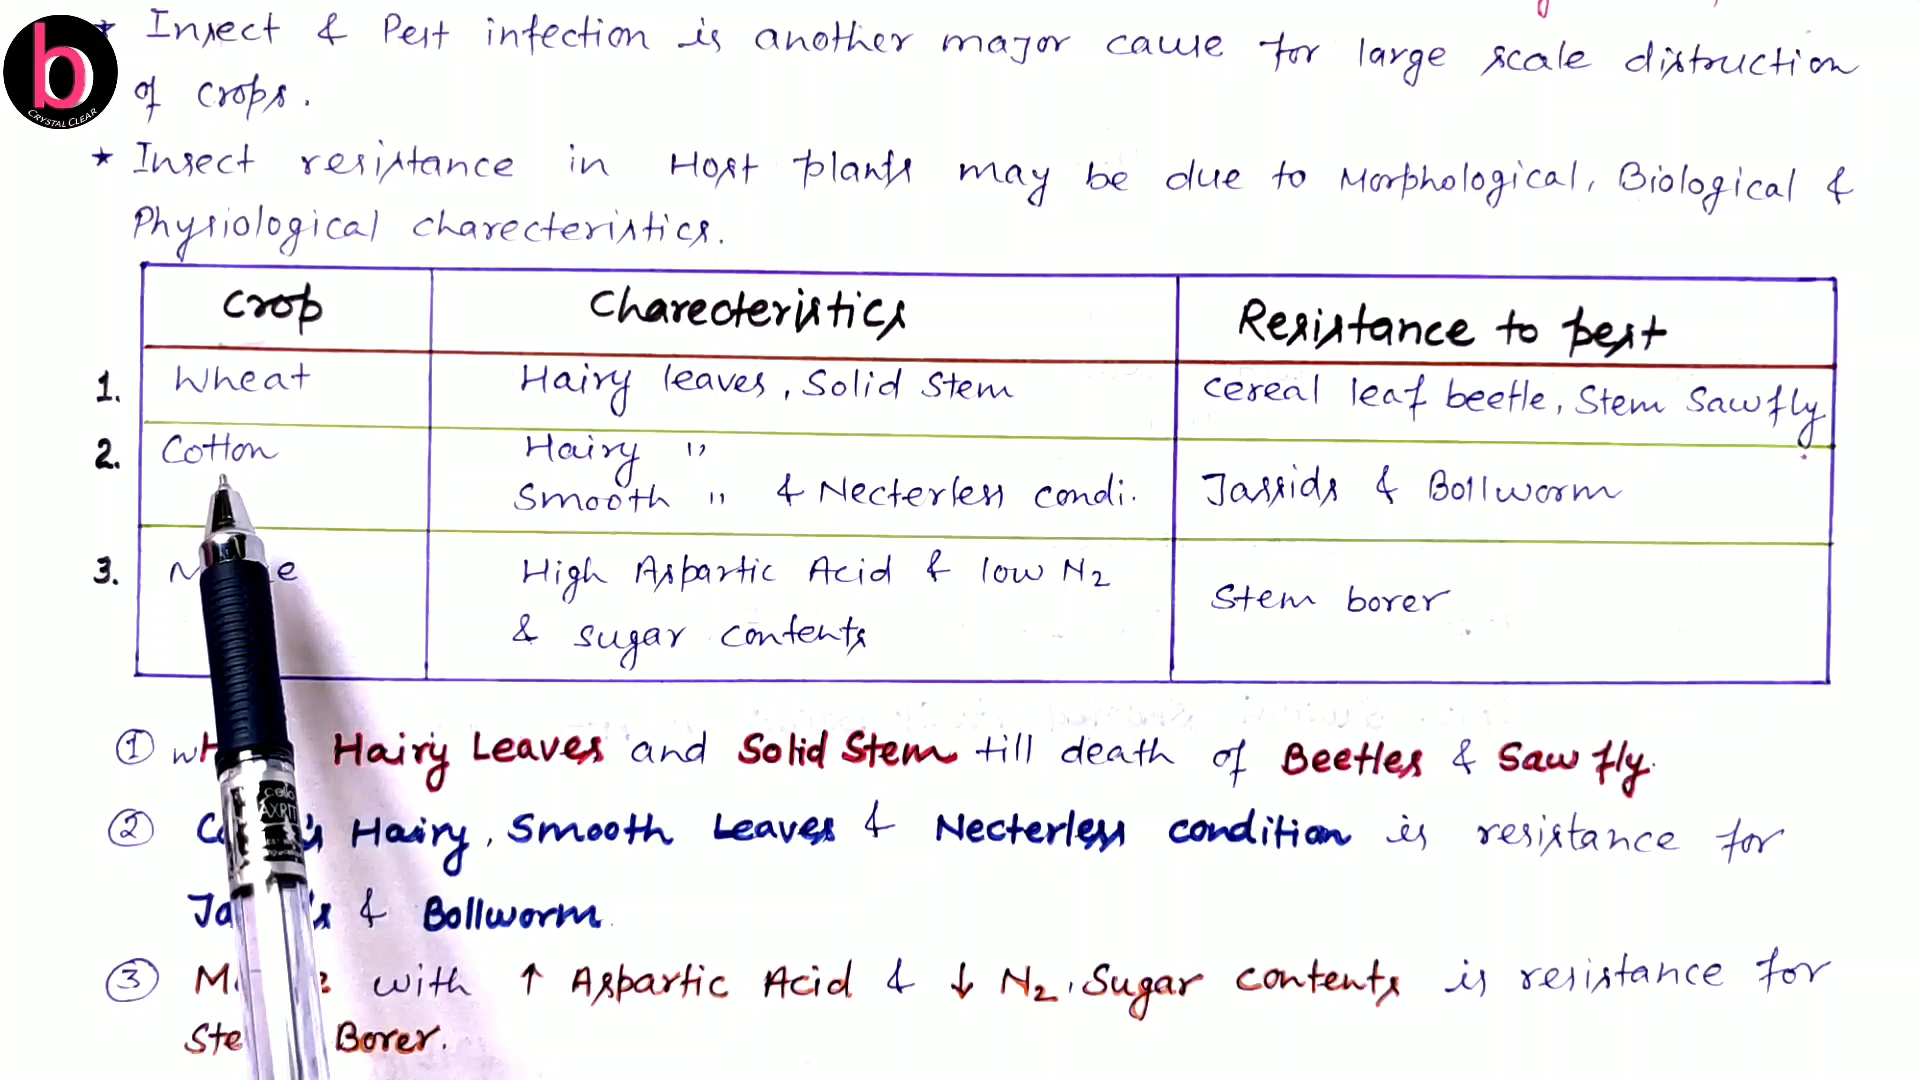 b
CRYSTAL CLEAR
★ Insect & Pest infection is another major cause for large scale distruction
of crops.
★ Insect resistance in Host plants may be due to Morphological, Biological &
Physiological charecteristics.
Crop Charecteristics Resistance to pest
1. Wheat Hairy leaves, Solid Stem cereal leaf beetle, Stem Sawfly
2. Cotton Hairy " Jassids & Bollworm
Smooth " & Necterless condi.
3. High Aspartic Acid & low N2 Stem borer
& sugar contents
① Hairy Leaves and Solid Stem till death of Beetles & Saw fly.
② Hairy, Smooth Leaves & Necterless condition is resistance for
& Bollworm.
③ with ↑ Aspartic Acid & ↓ N2, Sugar contents is resistance for
Borer.
cello